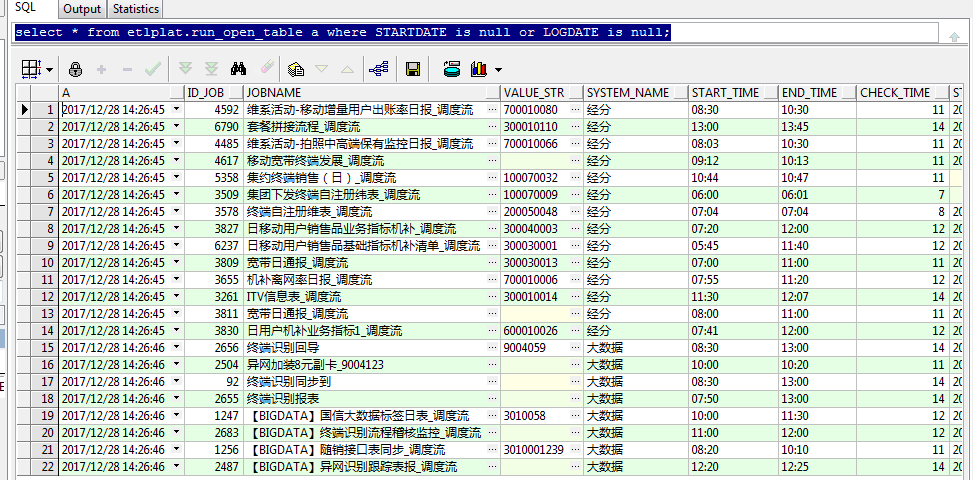 SQL Output Statistics
select * from etlplat.run_open_table a where STARTDATE is null or LOGDATE is null;
A ID_JOB JOBNAME VALUE_STR SYSTEM_NAME START_TIME END_TIME CHECK_TIME ST
1 2017/12/28 14:26:45 4592 维系活动-移动增量用户出账率日报_调度流 ... 700010080 ... 经分 08:30 10:30 11
2 2017/12/28 14:26:45 6790 套餐拼接流程_调度流 ... 300010110 ... 经分 13:00 13:45 14
3 2017/12/28 14:26:45 4485 维系活动-拍照中高端保有监控日报_调度流 ... 700010066 ... 经分 08:03 10:30 11
4 2017/12/28 14:26:45 4617 移动宽带终端发展_调度流 ... ... 经分 09:12 10:13 11
5 2017/12/28 14:26:45 5358 集约终端销售（日）_调度流 ... 100070032 ... 经分 10:44 10:47 11
6 2017/12/28 14:26:45 3509 集团下发终端自注册纬表_调度流 ... 100070009 ... 经分 06:00 06:01 7
7 2017/12/28 14:26:45 3578 终端自注册维表_调度流 ... 200050048 ... 经分 07:04 07:04 8 20
8 2017/12/28 14:26:45 3827 日移动用户销售品业务指标机补_调度流 ... 300040003 ... 经分 07:20 12:00 12 20
9 2017/12/28 14:26:45 6237 日移动用户销售品基础指标机补清单_调度流 ... 300030001 ... 经分 05:45 11:40 12 20
10 2017/12/28 14:26:45 3809 宽带日通报_调度流 ... 300030013 ... 经分 07:00 11:00 11 20
11 2017/12/28 14:26:45 3655 机补离网率日报_调度流 ... 700010006 ... 经分 07:55 11:20 12 20
12 2017/12/28 14:26:45 3261 ITV信息表_调度流 ... 300010014 ... 经分 11:30 12:07 14 20
13 2017/12/28 14:26:45 3811 宽带日通报_调度流 ... ... 经分 08:00 11:00 11 20
14 2017/12/28 14:26:45 3830 日用户机补业务指标1_调度流 ... 600010026 ... 经分 07:41 12:00 12 20
15 2017/12/28 14:26:46 2656 终端识别回导 ... 9004059 ... 大数据 08:30 13:00 14 20
16 2017/12/28 14:26:46 2504 异网加装8元副卡_9004123 ... ... 大数据 10:00 10:20 11 20
17 2017/12/28 14:26:46 92 终端识别同步到 ... ... 大数据 08:30 13:00 14 20
18 2017/12/28 14:26:46 2655 终端识别报表 ... ... 大数据 07:50 13:00 14 20
19 2017/12/28 14:26:46 1247 【BIGDATA】国信大数据标签日表_调度流 ... 3010058 ... 大数据 10:00 11:30 12 20
20 2017/12/28 14:26:46 2683 【BIGDATA】终端识别流程稽核监控_调度流 ... ... 大数据 11:00 12:00 12 20
21 2017/12/28 14:26:46 1256 【BIGDATA】随销接口表同步_调度流 ... 3010001239 ... 大数据 08:20 10:10 11 20
22 2017/12/28 14:26:46 2487 【BIGDATA】异网识别跟踪表报_调度流 ... ... 大数据 12:20 12:25 14 20